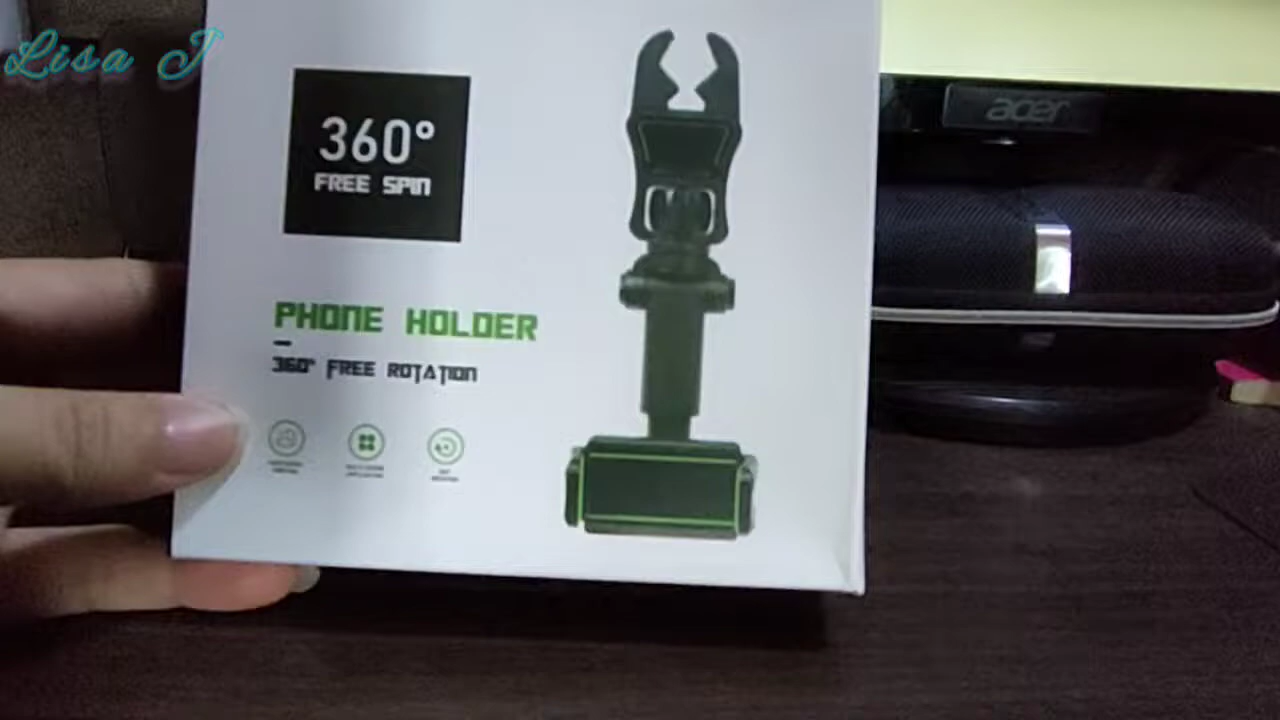 Lisa J
360°
FREE SPIN
acer
PHONE HOLDER
360° FREE ROTATION